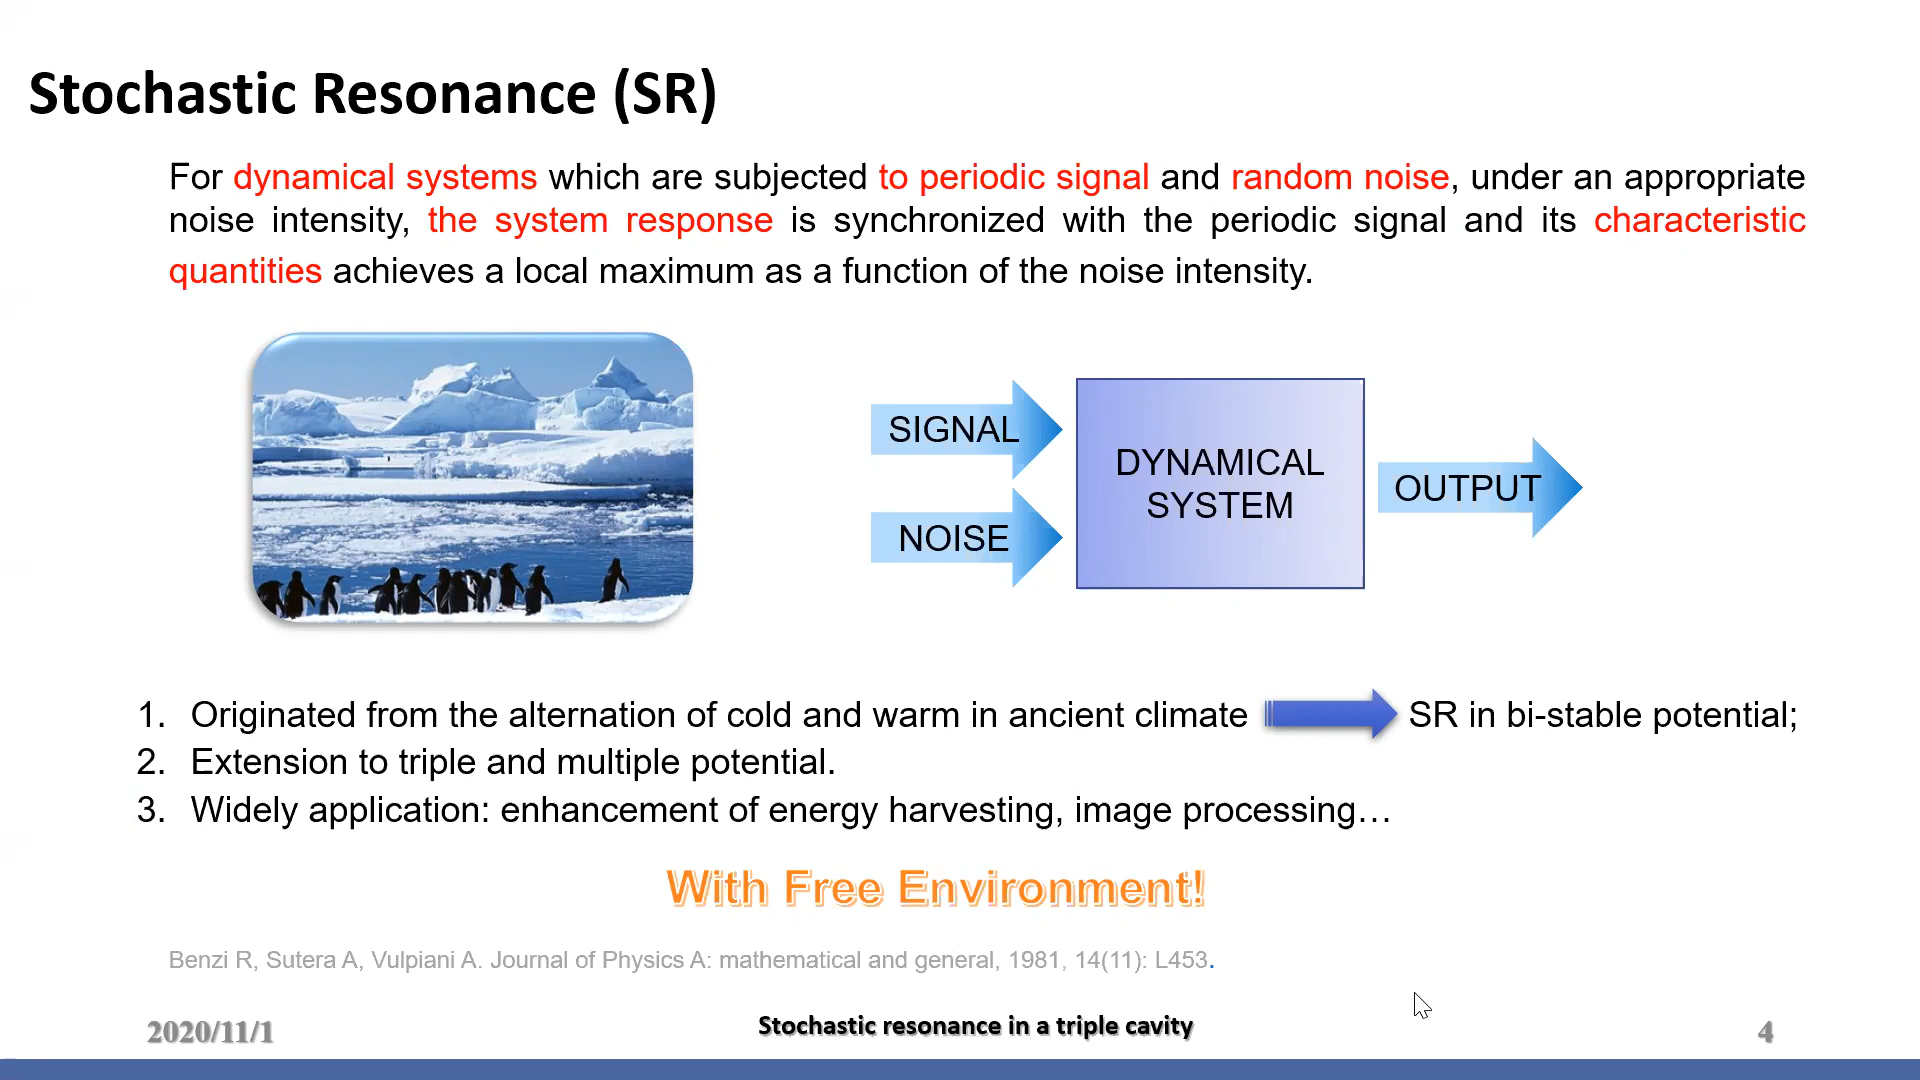 Stochastic Resonance (SR)
For dynamical systems which are subjected to periodic signal and random noise, under an appropriate
noise intensity, the system response is synchronized with the periodic signal and its characteristic
quantities achieves a local maximum as a function of the noise intensity.
SIGNAL
NOISE
DYNAMICAL
SYSTEM
OUTPUT
1. Originated from the alternation of cold and warm in ancient climate SR in bi-stable potential;
2. Extension to triple and multiple potential.
3. Widely application: enhancement of energy harvesting, image processing…
With Free Environment!
Benzi R, Sutera A, Vulpiani A. Journal of Physics A: mathematical and general, 1981, 14(11): L453.
2020/11/1
Stochastic resonance in a triple cavity
4